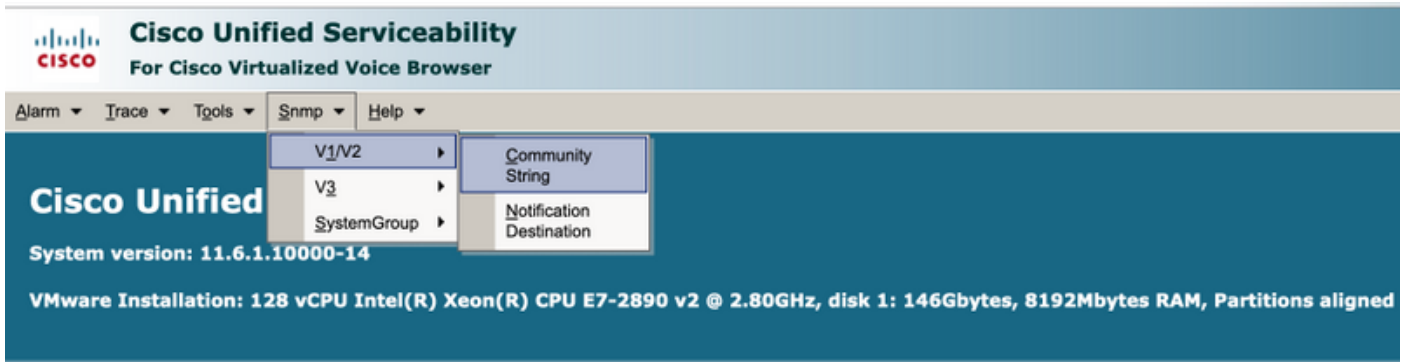 CISCO
Cisco Unified Serviceability
For Cisco Virtualized Voice Browser
Alarm Trace Tools Snmp Help
V1/V2
V3
SystemGroup
Community
String
Notification
Destination
Cisco Unified
System version: 11.6.1.10000-14
VMware Installation: 128 vCPU Intel(R) Xeon(R) CPU E7-2890 v2 @ 2.80GHz, disk 1: 146Gbytes, 8192Mbytes RAM, Partitions aligned